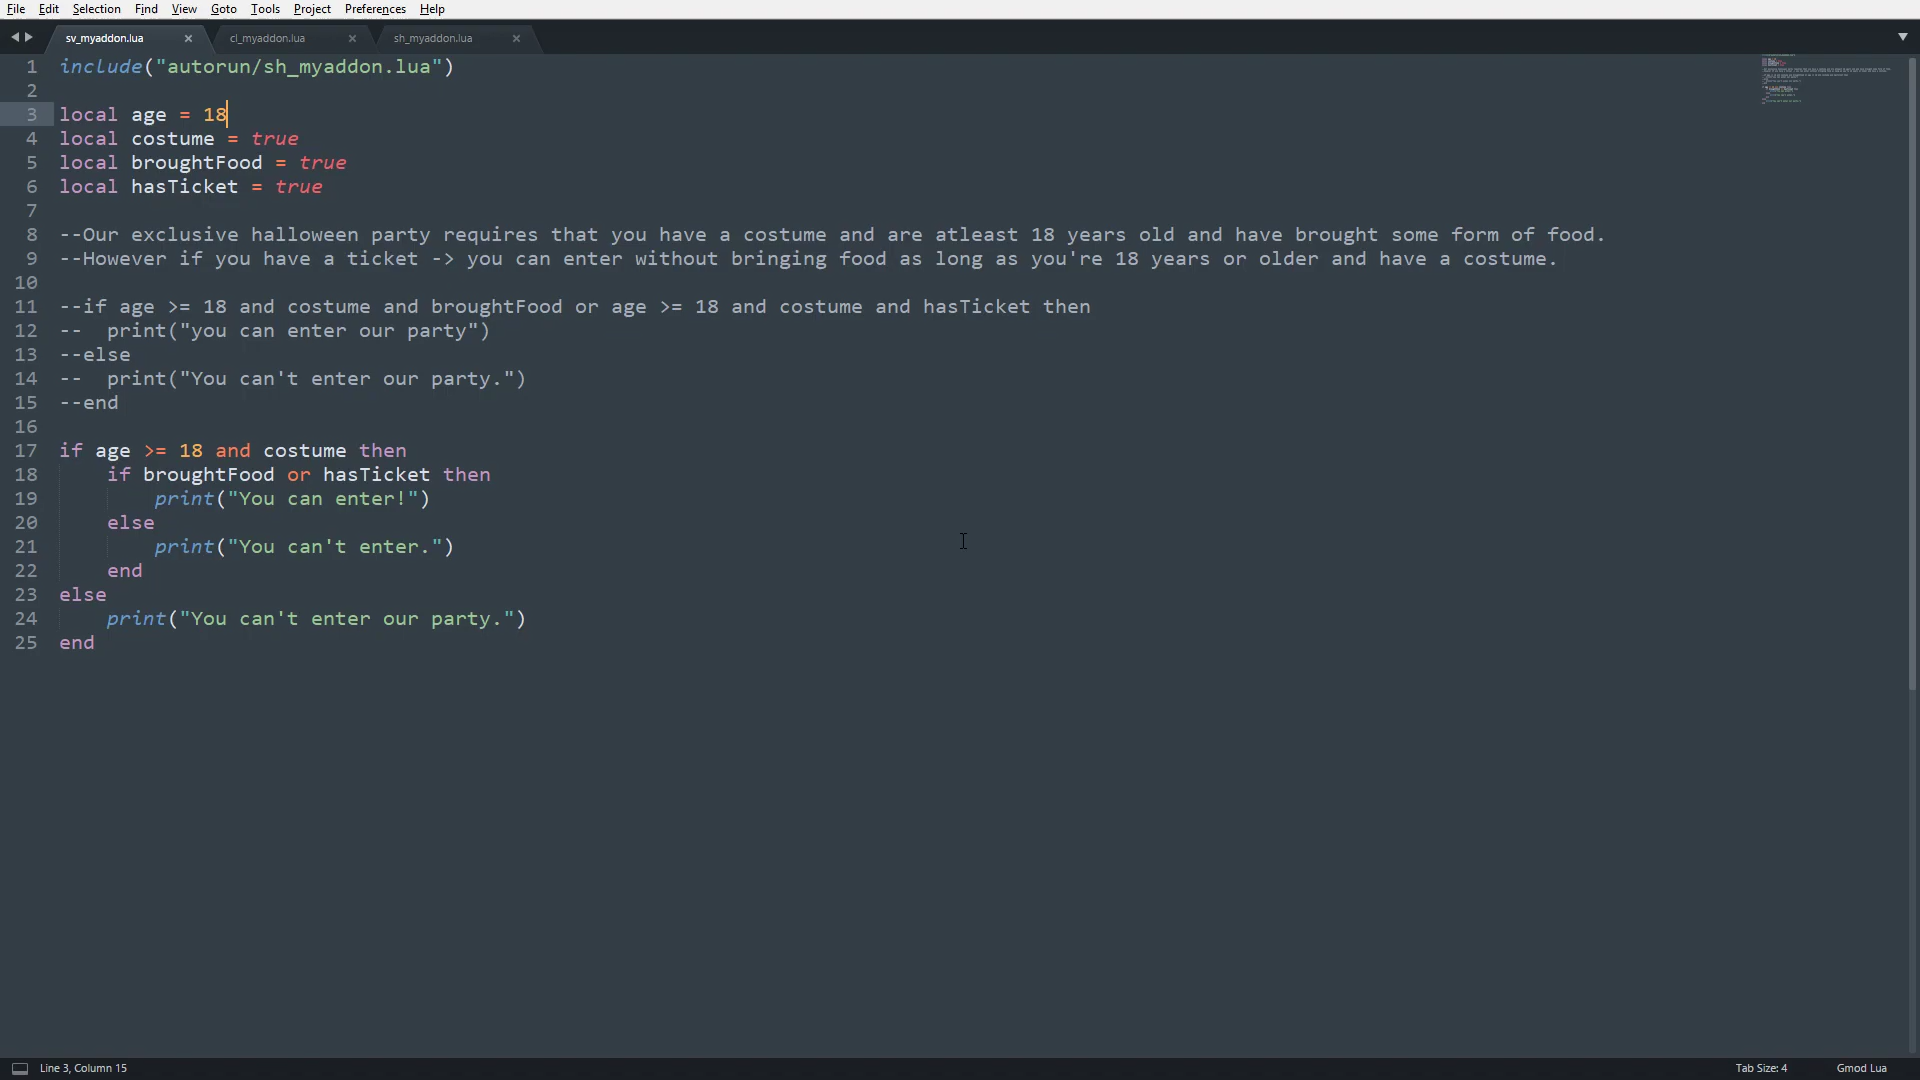 File Edit Selection Find View Goto Tools Project Preferences Help
sv_myaddon.lua × cl_myaddon.lua × sh_myaddon.lua ×
1 include("autorun/sh_myaddon.lua")
2
3 local age = 18
4 local costume = true
5 local broughtFood = true
6 local hasTicket = true
7
8 --Our exclusive halloween party requires that you have a costume and are atleast 18 years old and have brought some form of food.
9 --However if you have a ticket -> you can enter without bringing food as long as you're 18 years or older and have a costume.
10
11 --if age >= 18 and costume and broughtFood or age >= 18 and costume and hasTicket then
12 --  print("you can enter our party")
13 --else
14 --  print("You can't enter our party.")
15 --end
16
17 if age >= 18 and costume then
18     if broughtFood or hasTicket then
19         print("You can enter!")
20     else
21         print("You can't enter.")
22     end
23 else
24     print("You can't enter our party.")
25 end
Line 3, Column 15 Tab Size: 4 Gmod Lua